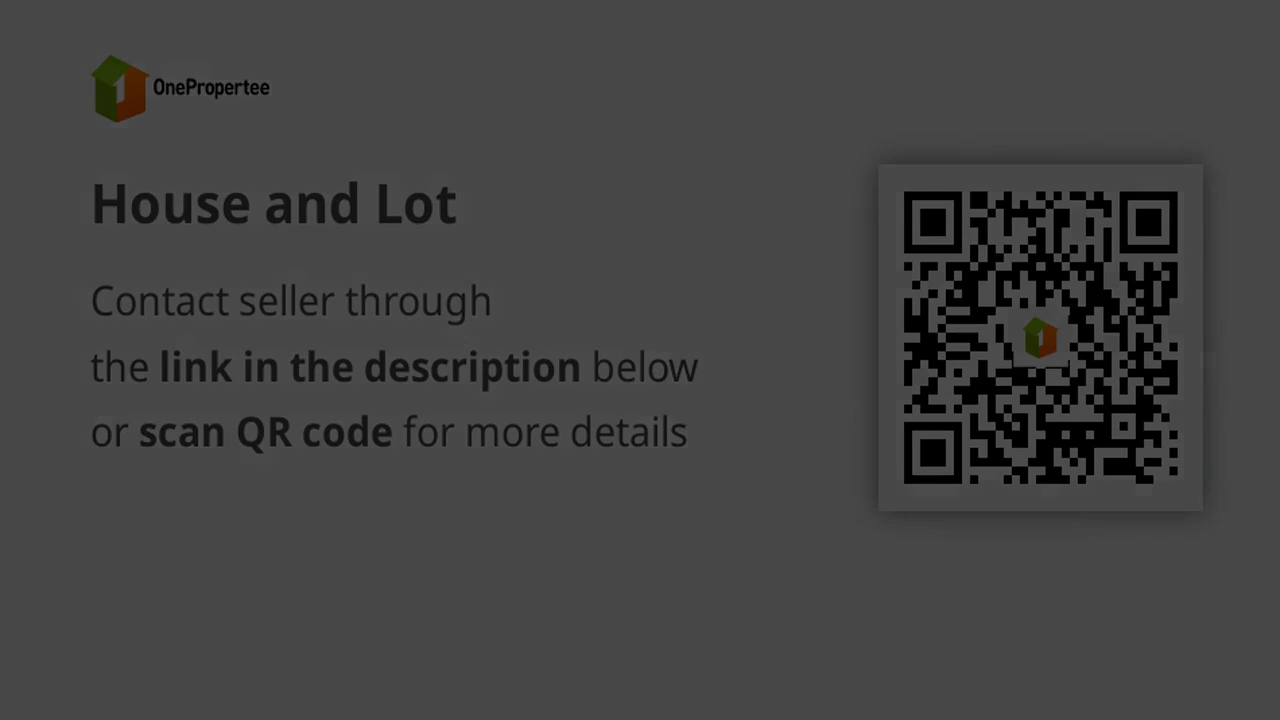 OnePropertee
House and Lot
Contact seller through
the link in the description below
or scan QR code for more details